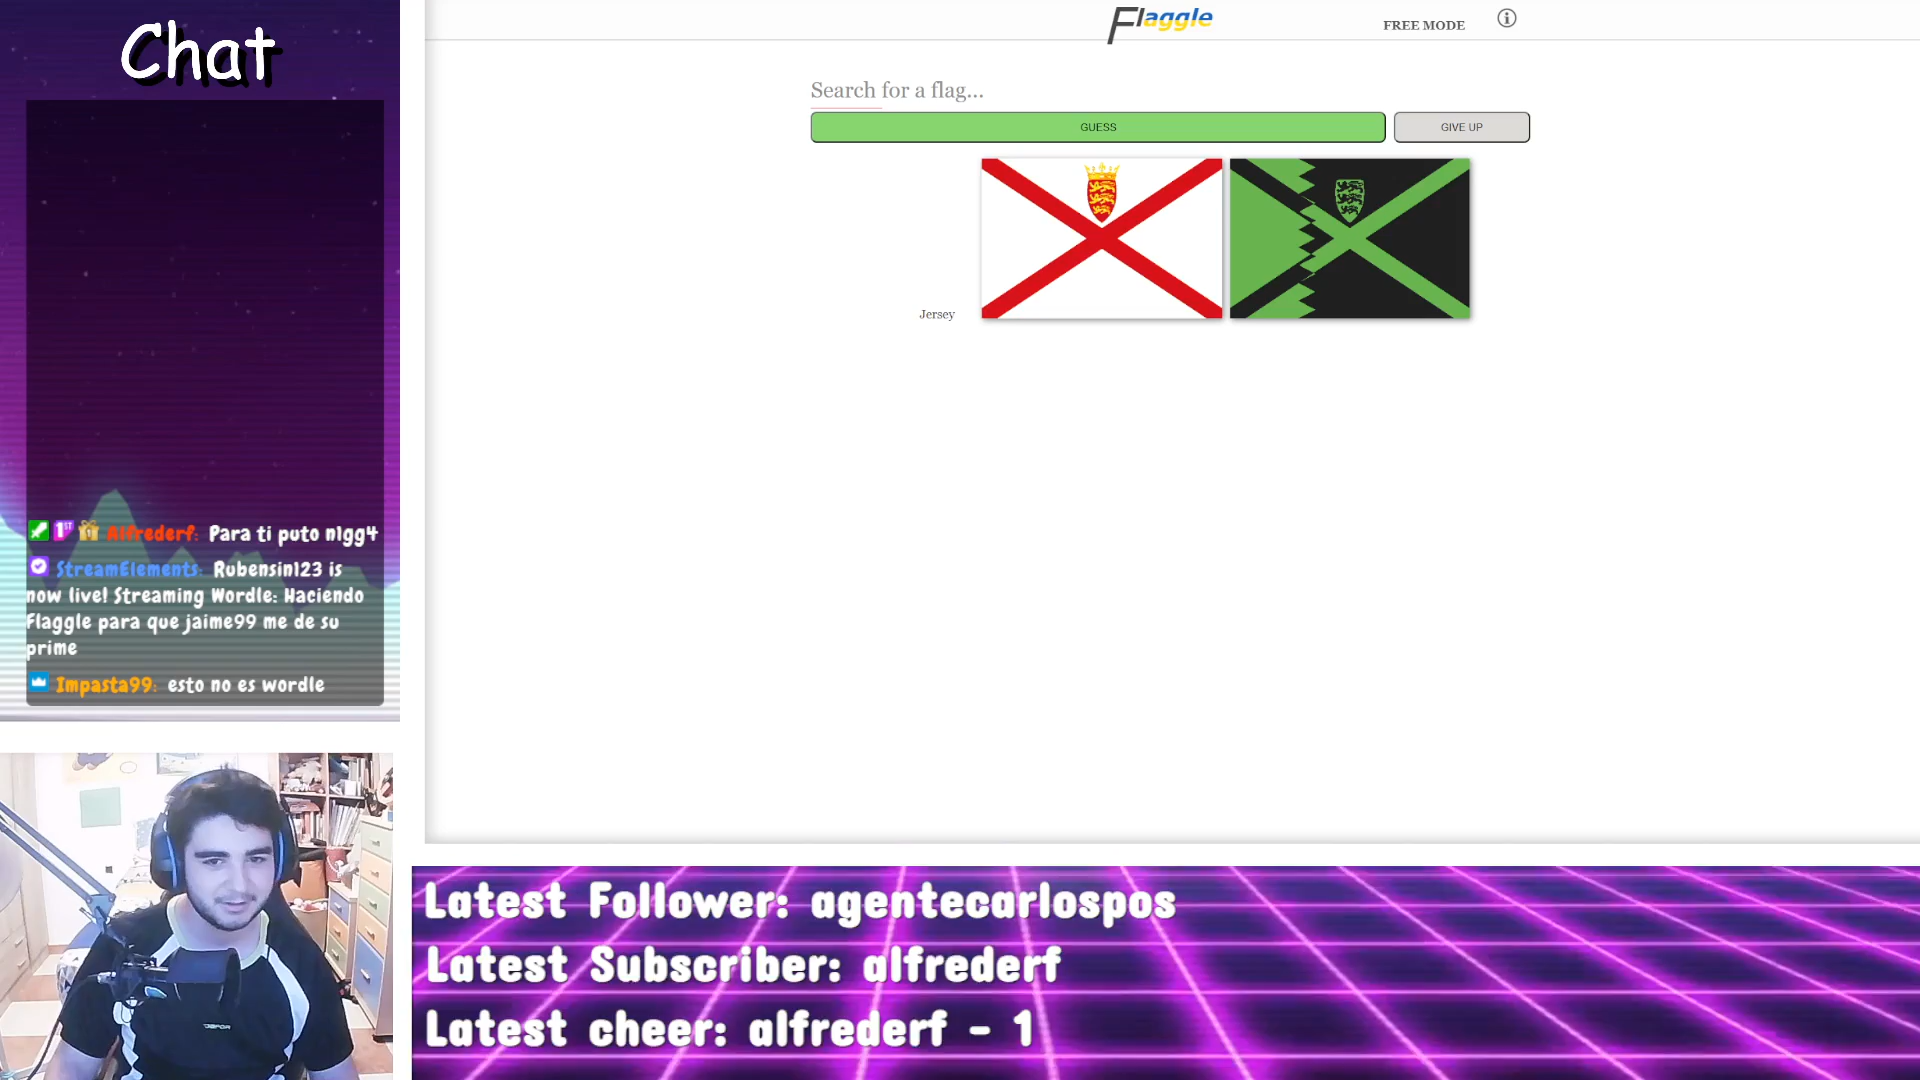 Chat
Alfrederf: Para ti puto n1gg4
StreamElements: Rubensin123 is
now live! Streaming Wordle: Haciendo
Flaggle para que jaime99 me de su
prime
Impasta99: esto no es wordle
Flaggle
FREE MODE
Search for a flag...
GUESS
GIVE UP
Jersey
Latest Follower: agentecarlospos
Latest Subscriber: alfrederf
Latest cheer: alfrederf - 1